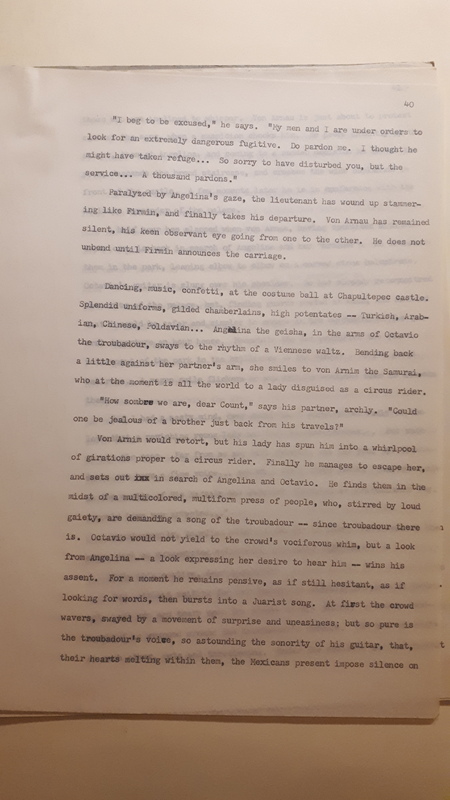 40
"I beg to be excused," he says. "My men and I are under orders to
look for an extremely dangerous fugitive. Do pardon me. I thought he
might have taken refuge... So sorry to have disturbed you, but the
service... A thousand pardons."
Paralyzed by Angelina's gaze, the lieutenant has wound up stammer-
ing like Firmin, and finally takes his departure. Von Arnau has remained
silent, his keen observant eye going from one to the other. He does not
unbend until Firmin announces the carriage.
Dancing, music, confetti, at the costume ball at Chapultepec castle.
Splendid uniforms, gilded chamberlains, high potentates -- Turkish, Arab-
ian, Chinese, Poldavian... Angelina the geisha, in the arms of Octavio
the troubadour, sways to the rhythm of a Viennese waltz. Bending back
a little against her partner's arm, she smiles to von Arnim the Samurai,
who at the moment is all the world to a lady disguised as a circus rider.
"How sombre we are, dear Count," says his partner, archly. "Could
one be jealous of a brother just back from his travels?"
Von Arnim would retort, but his lady has spun him into a whirlpool
of girations proper to a circus rider. Finally he manages to escape her,
and sets out in search of Angelina and Octavio. He finds them in the
midst of a multicolored, multiform press of people, who, stirred by loud
gaiety, are demanding a song of the troubadour -- since troubadour there
is. Octavio would not yield to the crowd's vociferous whim, but a look
from Angelina -- a look expressing her desire to hear him -- wins his
assent. For a moment he remains pensive, as if still hesitant, as if
looking for words, then bursts into a Juarist song. At first the crowd
wavers, swayed by a movement of surprise and uneasiness; but so pure is
the troubadour's voice, so astounding the sonority of his guitar, that,
their hearts melting within them, the Mexicans present impose silence on